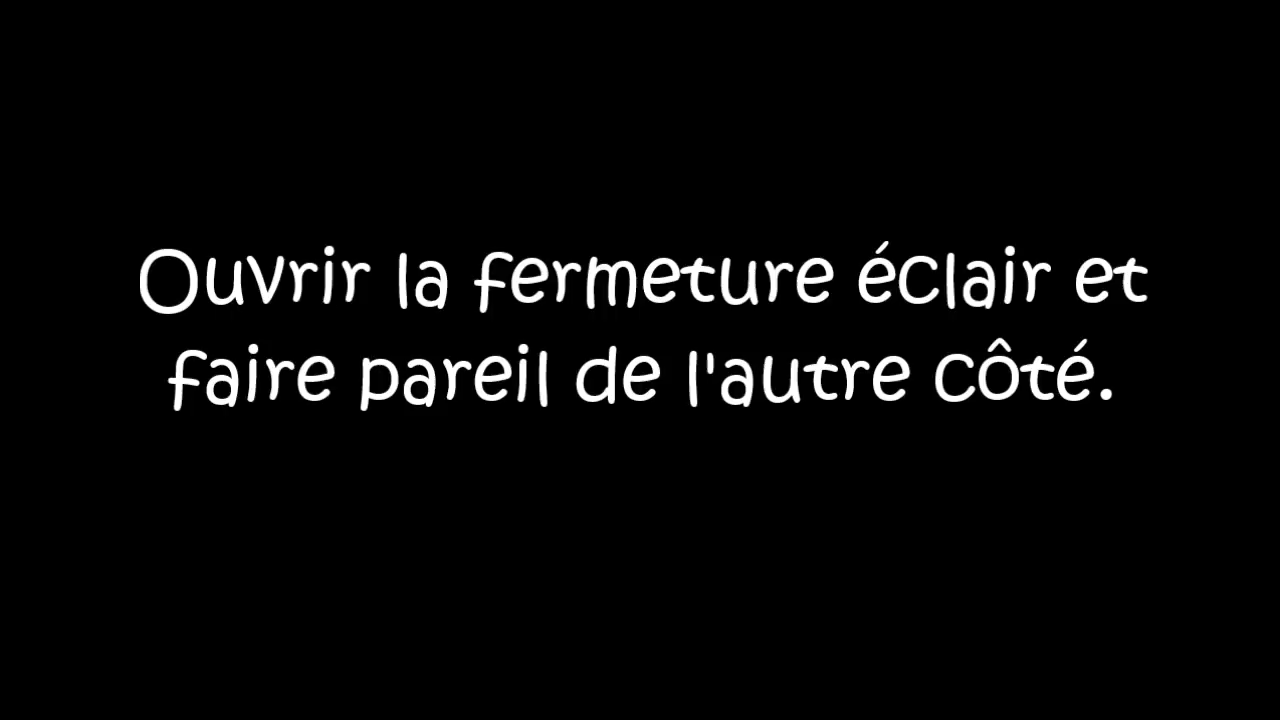 Ouvrir la fermeture éclair et
faire pareil de l'autre côté.